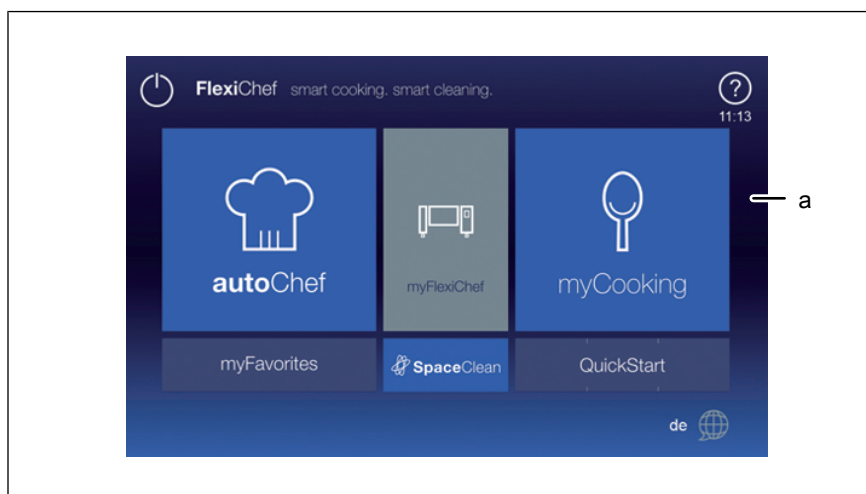 FlexiChef smart cooking. smart cleaning.
?
11:13
a
autoChef
myFlexiChef
myCooking
myFavorites
SpaceClean
QuickStart
de